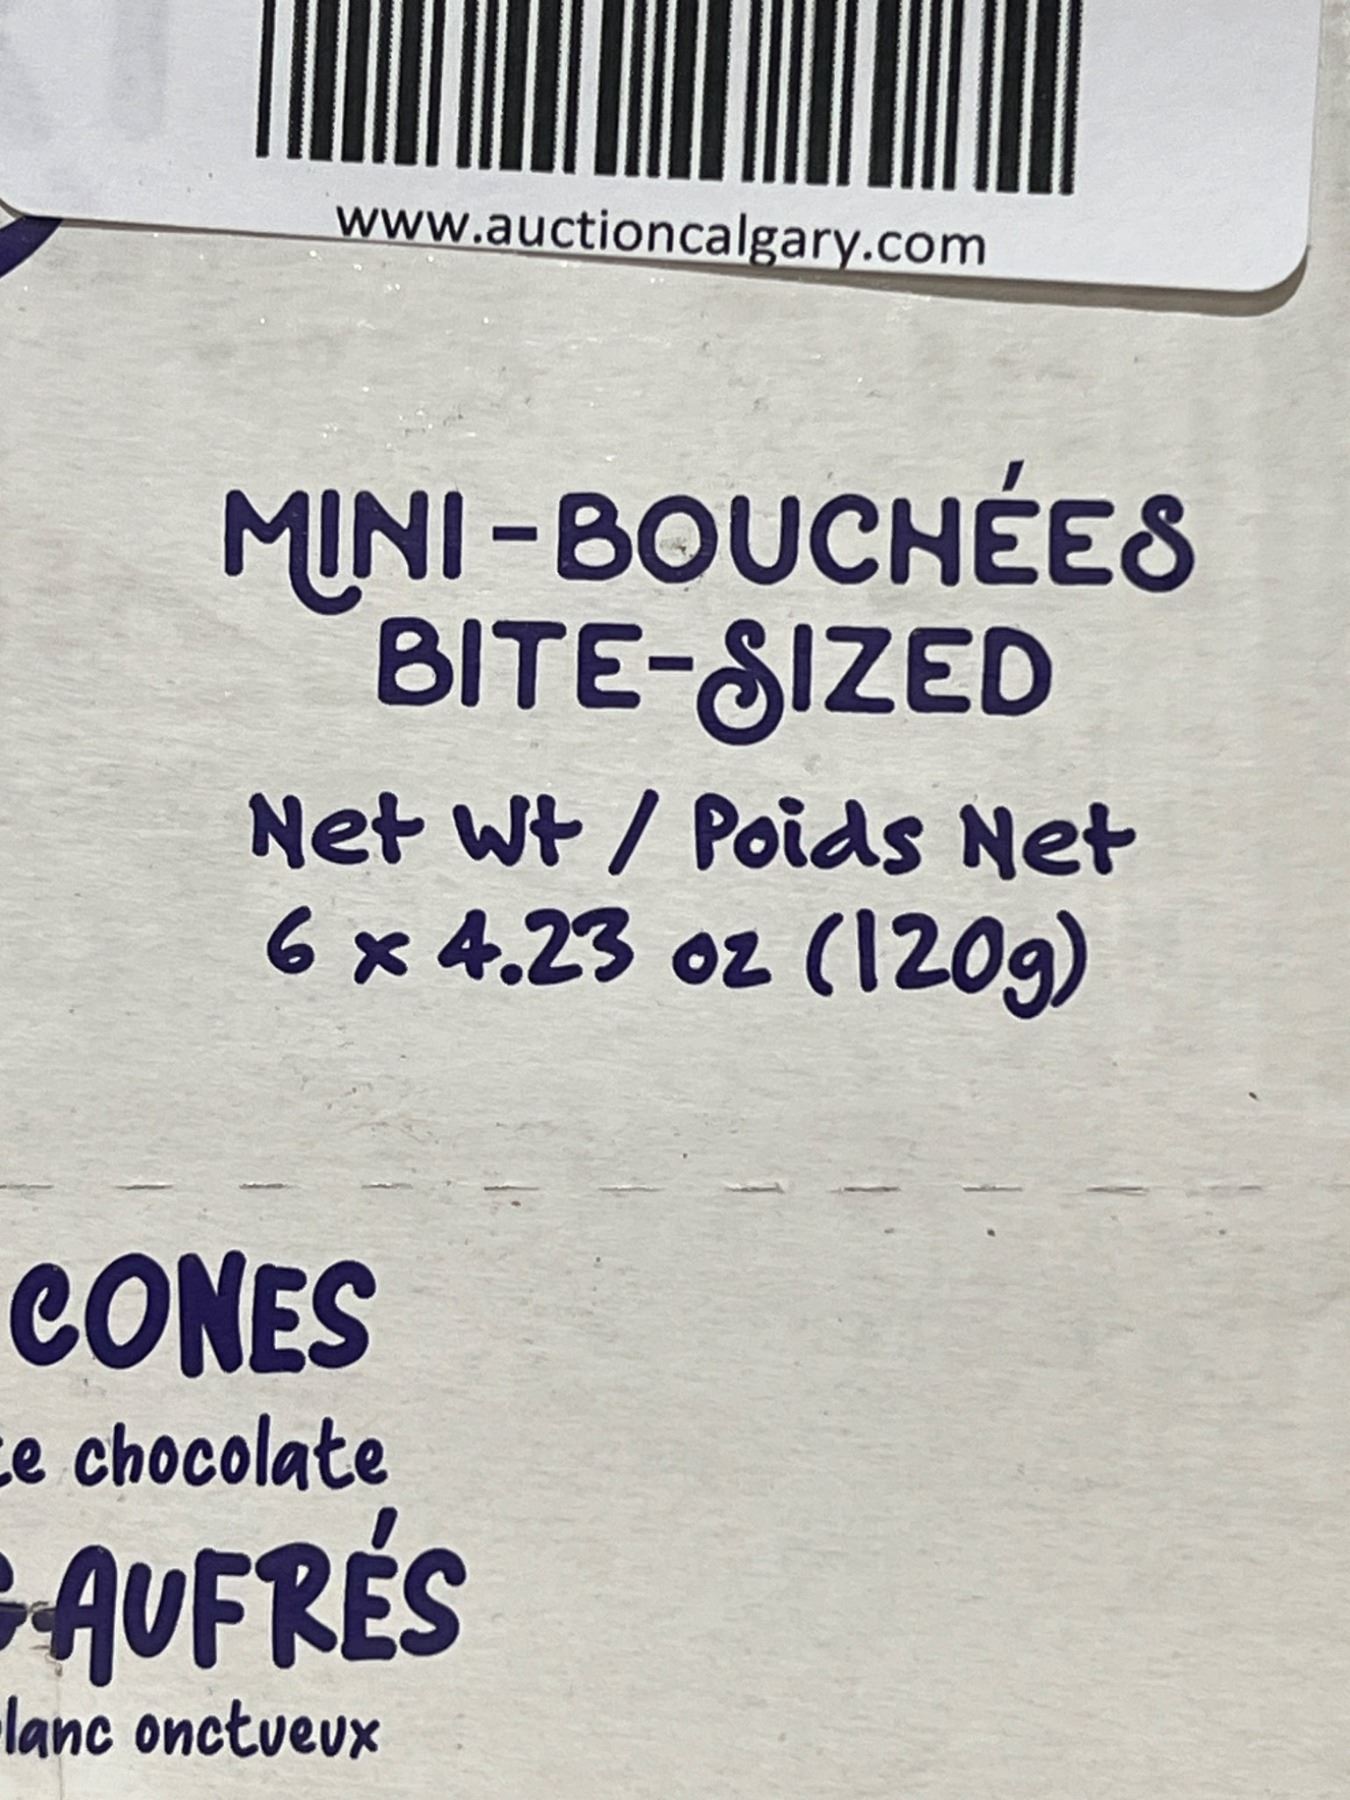 www.auctioncalgary.com
MINI-BOUCHÉES
BITE-SIZED
Net Wt / Poids Net
6 x 4.23 oz (120g)
CONES
chocolate
GAUFRÉS
onctueux